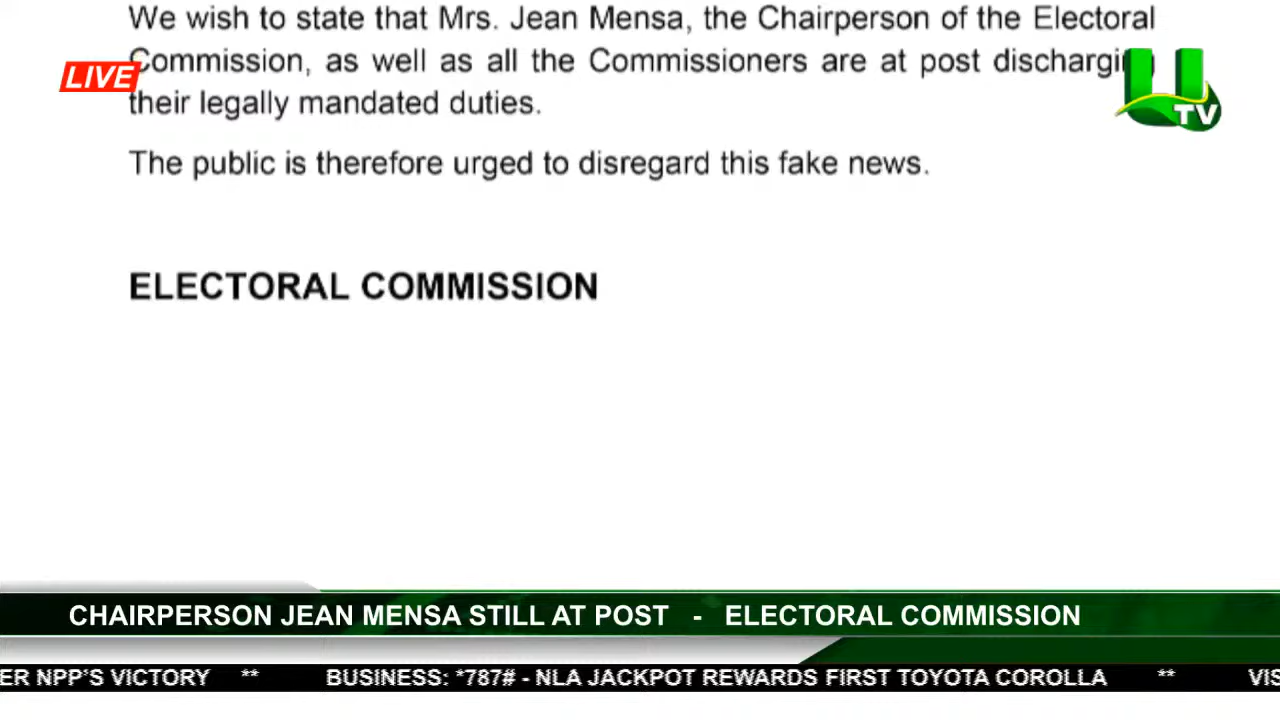 We wish to state that Mrs. Jean Mensa, the Chairperson of the Electoral
Commission, as well as all the Commissioners are at post discharging
their legally mandated duties.
LIVE
U TV
The public is therefore urged to disregard this fake news.
ELECTORAL COMMISSION
CHAIRPERSON JEAN MENSA STILL AT POST - ELECTORAL COMMISSION
ER NPP'S VICTORY ** BUSINESS: *787# - NLA JACKPOT REWARDS FIRST TOYOTA COROLLA ** VIS